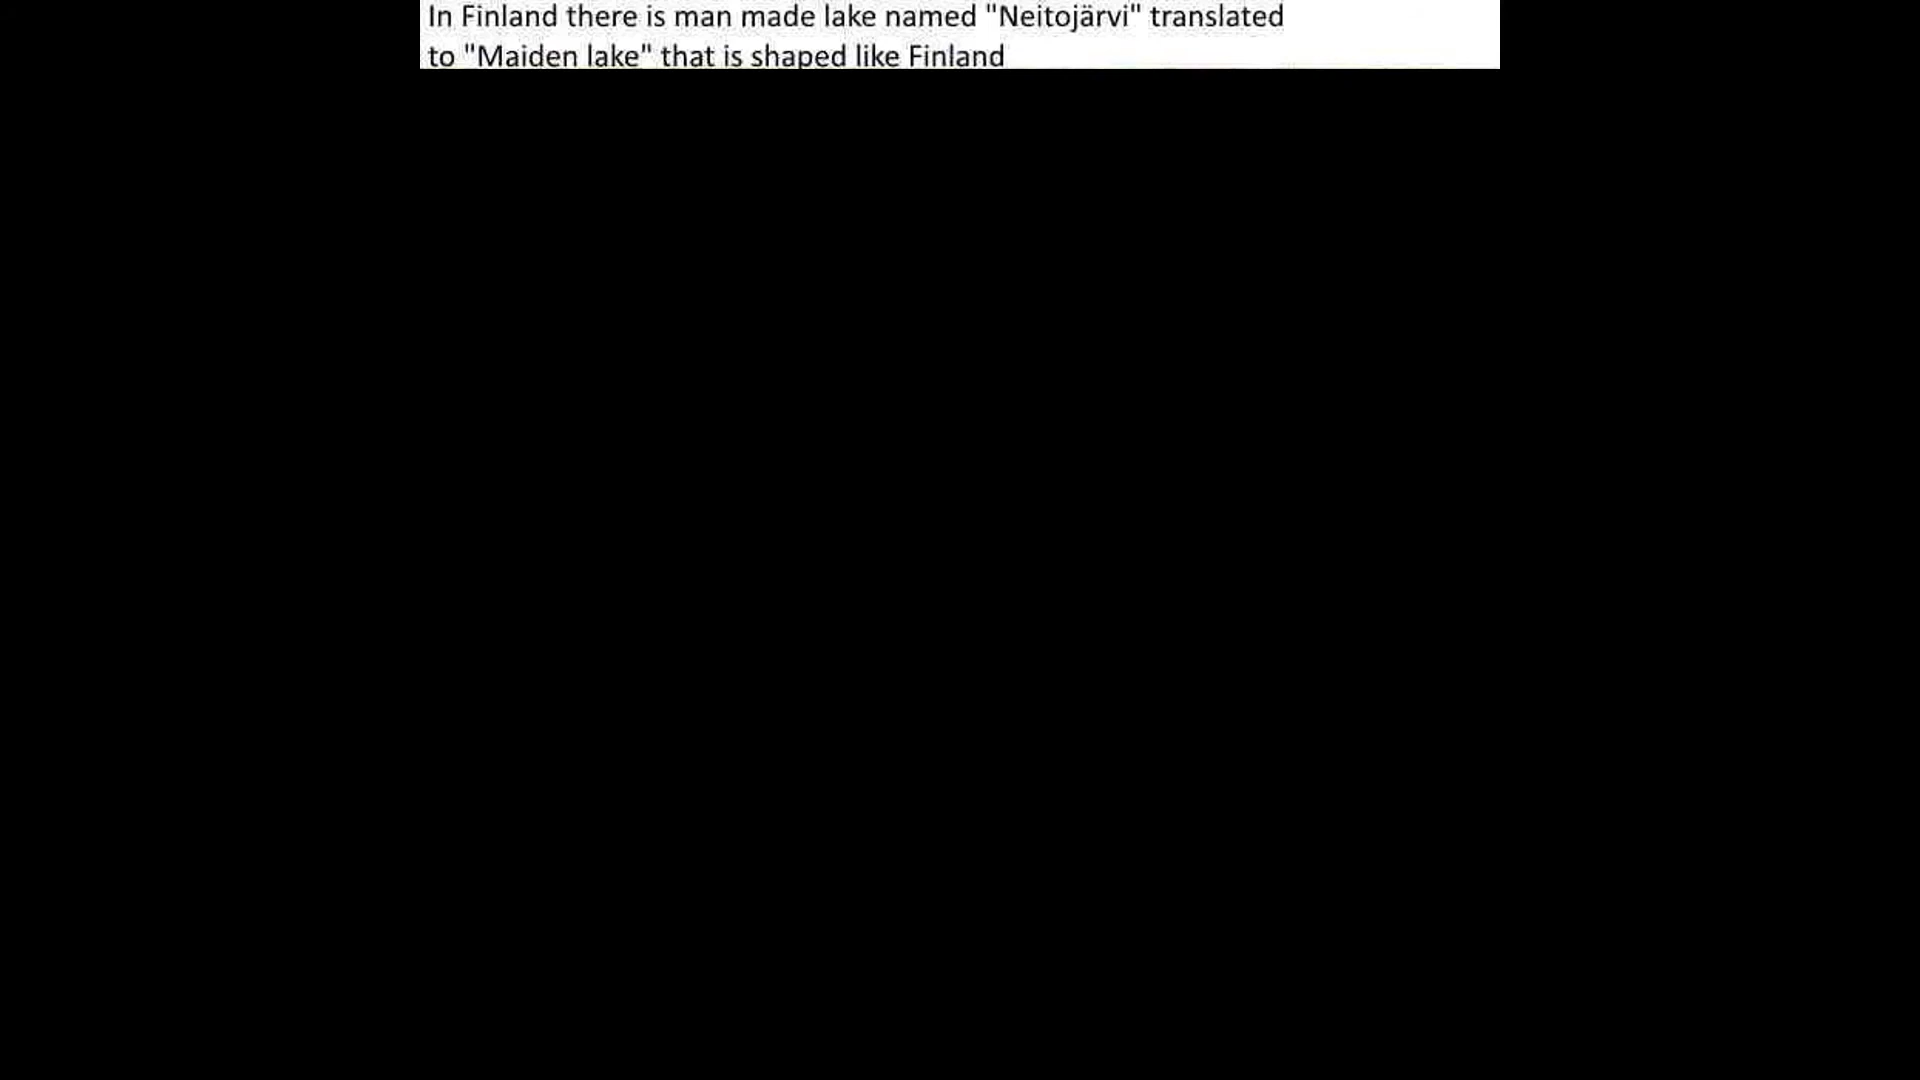 In Finland there is man made lake named "Neitojärvi" translated
to "Maiden lake" that is shaped like Finland